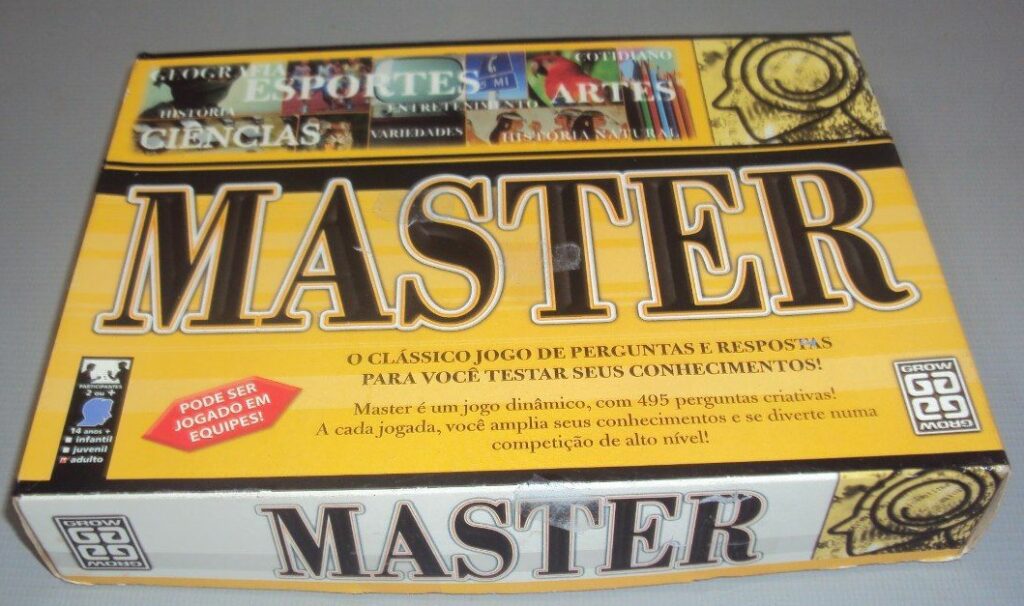 GEOGRAFIA
ESPORTES
COTIDIANO
ARTES
HISTÓRIA
ENTRETENIMENTO
CIÊNCIAS
VARIEDADES
HISTÓRIA NATURAL
MASTER
O CLÁSSICO JOGO DE PERGUNTAS E RESPOSTAS
PARA VOCÊ TESTAR SEUS CONHECIMENTOS!
Master é um jogo dinâmico, com 495 perguntas criativas!
A cada jogada, você amplia seus conhecimentos e se diverte numa
competição de alto nível!
PODE SER
JOGADO EM
EQUIPES!
PARTICIPANTES
2 ou +
14 anos +
infantil
juvenil
adulto
GROW
GROW
GROW
MASTER
GROW